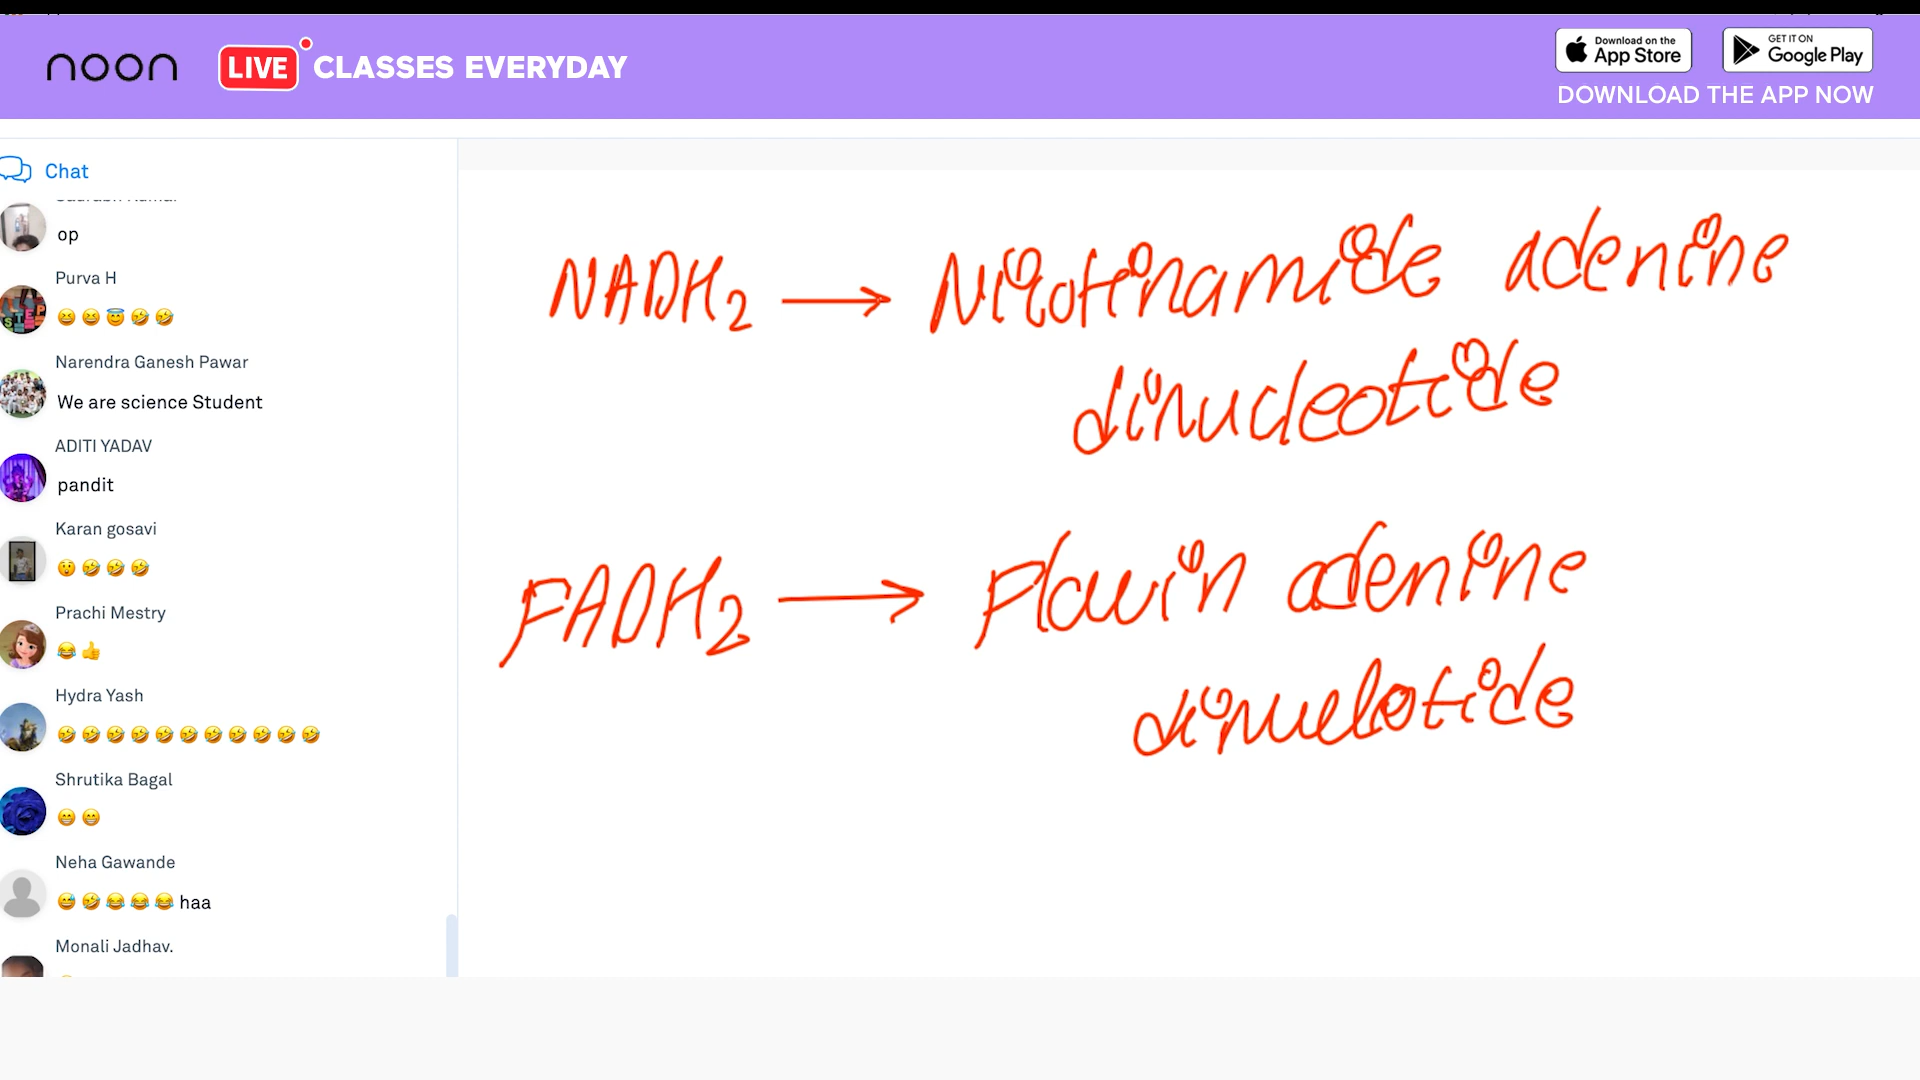 noon LIVE CLASSES EVERYDAY
Download on the App Store
GET IT ON Google Play
DOWNLOAD THE APP NOW
Chat
op
Purva H
😆 😆 😇 🤣 🤣
Narendra Ganesh Pawar
We are science Student
ADITI YADAV
pandit
Karan gosavi
😲 🤣 🤣 🤣
Prachi Mestry
😂 👍
Hydra Yash
🤣 🤣 🤣 🤣 🤣 🤣 🤣 🤣 🤣 🤣 🤣
Shrutika Bagal
😁 😁
Neha Gawande
😅 🤣 😂 😂 😂 haa
Monali Jadhav.
NADH2 → Nicotinamide adenine
dinucleotide
FADH2 → Flavin adenine
dinuclotide